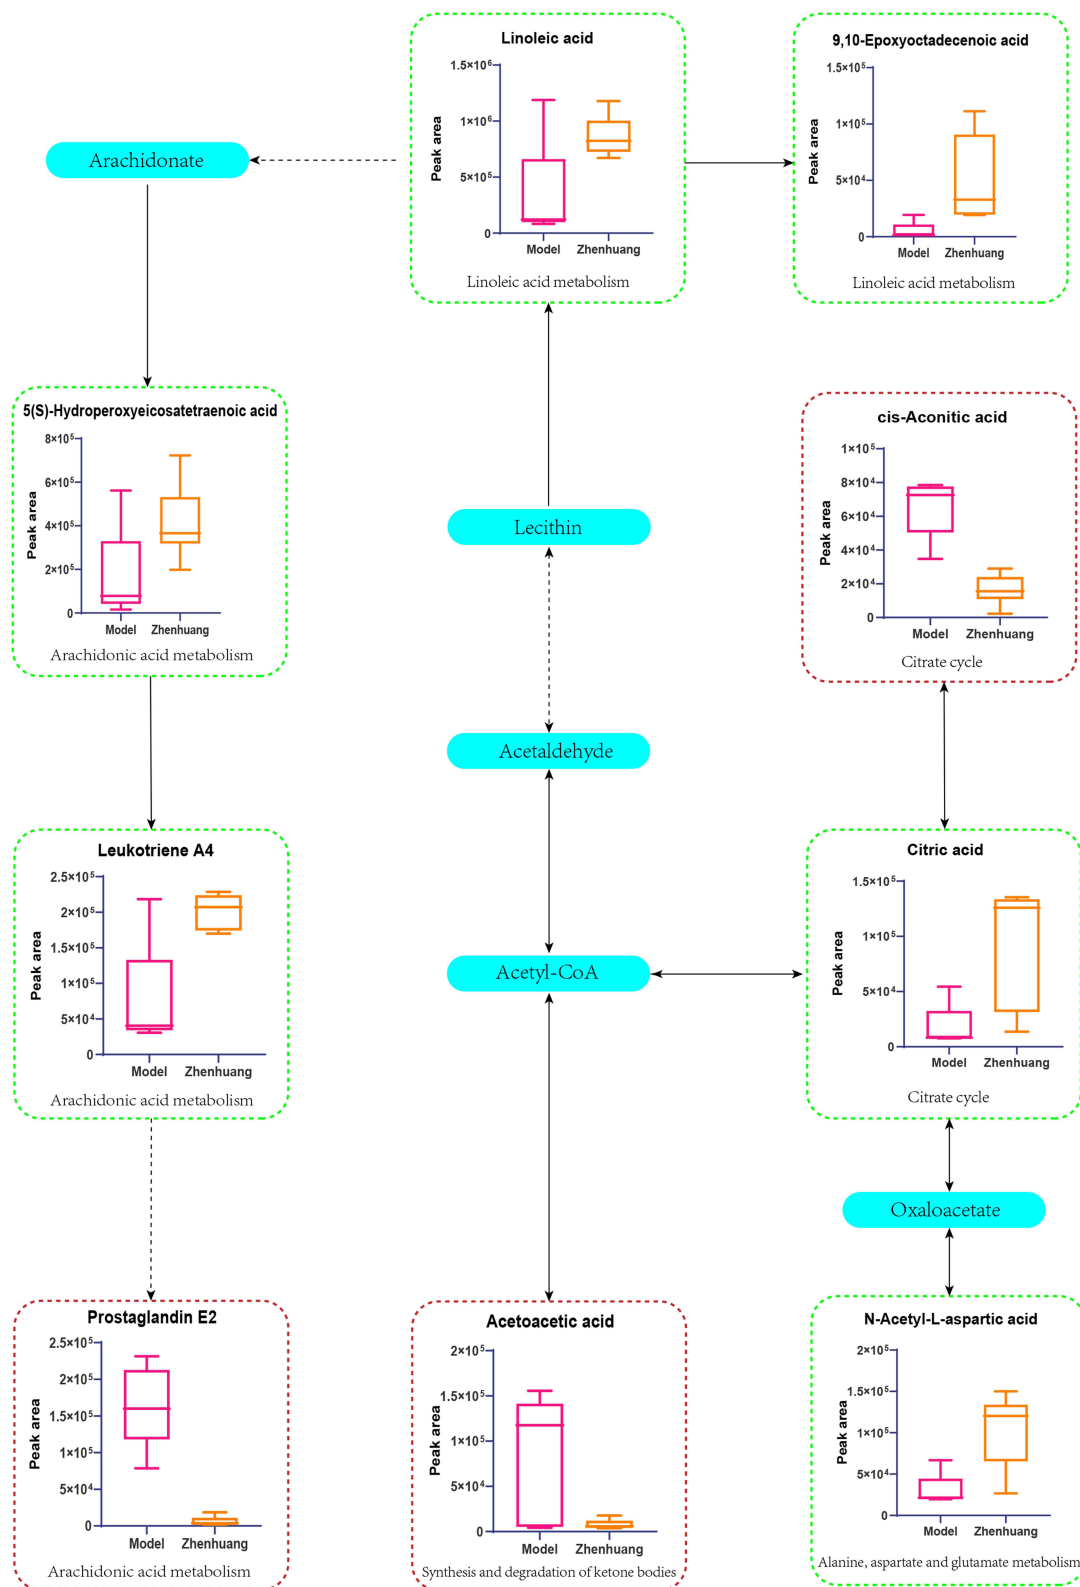 Linoleic acid
Peak area
1.5×10⁶
1×10⁶
5×10⁵
0
Model Zhenhuang
Linoleic acid metabolism
9,10-Epoxyoctadecenoic acid
Peak area
1.5×10⁵
1×10⁵
5×10⁴
0
Model Zhenhuang
Linoleic acid metabolism
Arachidonate
5(S)-Hydroperoxyeicosatetraenoic acid
Peak area
8×10⁵
6×10⁵
4×10⁵
2×10⁵
0
Model Zhenhuang
Arachidonic acid metabolism
cis-Aconitic acid
Peak area
1×10⁵
8×10⁴
6×10⁴
4×10⁴
2×10⁴
0
Model Zhenhuang
Citrate cycle
Lecithin
Acetaldehyde
Leukotriene A4
Peak area
2.5×10⁵
2×10⁵
1.5×10⁵
1×10⁵
5×10⁴
0
Model Zhenhuang
Arachidonic acid metabolism
Acetyl-CoA
Citric acid
Peak area
1.5×10⁵
1×10⁵
5×10⁴
0
Model Zhenhuang
Citrate cycle
Oxaloacetate
Prostaglandin E2
Peak area
2.5×10⁵
2×10⁵
1.5×10⁵
1×10⁵
5×10⁴
0
Model Zhenhuang
Arachidonic acid metabolism
Acetoacetic acid
Peak area
2×10⁵
1.5×10⁵
1×10⁵
5×10⁴
0
Model Zhenhuang
Synthesis and degradation of ketone bodies
N-Acetyl-L-aspartic acid
Peak area
2×10⁵
1.5×10⁵
1×10⁵
5×10⁴
0
Model Zhenhuang
Alanine, aspartate and glutamate metabolism